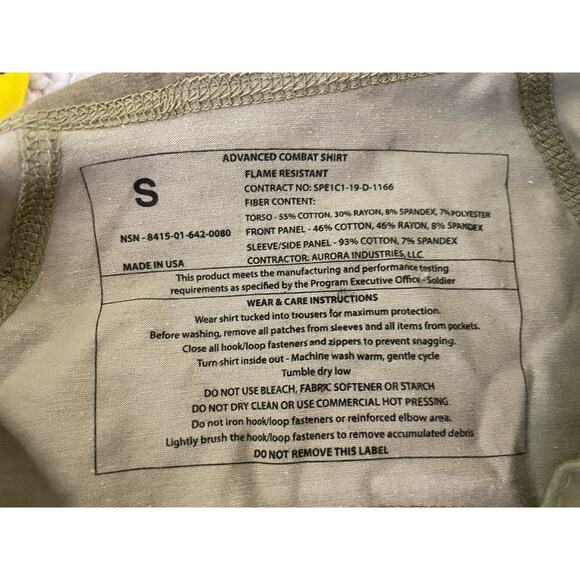 ADVANCED COMBAT SHIRT
S
FLAME RESISTANT
CONTRACT NO: SPE1C1-19-D-1166
FIBER CONTENT:
TORSO - 55% COTTON, 30% RAYON, 8% SPANDEX, 7% POLYESTER
NSN - 8415-01-642-0080
FRONT PANEL - 46% COTTON, 46% RAYON, 8% SPANDEX
SLEEVE/SIDE PANEL - 93% COTTON, 7% SPANDEX
MADE IN USA
CONTRACTOR: AURORA INDUSTRIES, LLC.
This product meets the manufacturing and performance testing
requirements as specified by the Program Executive Office - Soldier
WEAR & CARE INSTRUCTIONS
Wear shirt tucked into trousers for maximum protection.
Before washing, remove all patches from sleeves and all items from pockets.
Close all hook/loop fasteners and zippers to prevent snagging.
Turn shirt inside out - Machine wash warm, gentle cycle
Tumble dry low
DO NOT USE BLEACH, FABRIC SOFTENER OR STARCH
DO NOT DRY CLEAN OR USE COMMERCIAL HOT PRESSING
Do not iron hook/loop fasteners or reinforced elbow area.
Lightly brush the hook/loop fasteners to remove accumulated debris
DO NOT REMOVE THIS LABEL